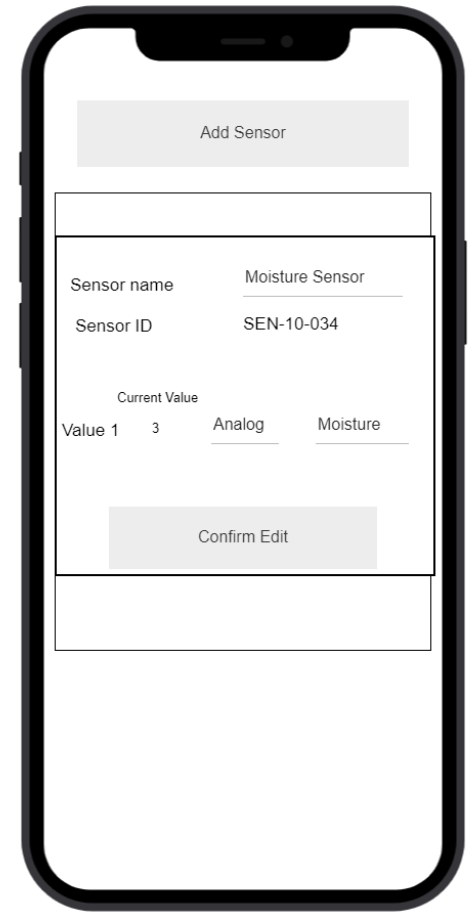 Add Sensor
Sensor name Moisture Sensor
Sensor ID SEN-10-034
Current Value
Value 1 3 Analog Moisture
Confirm Edit